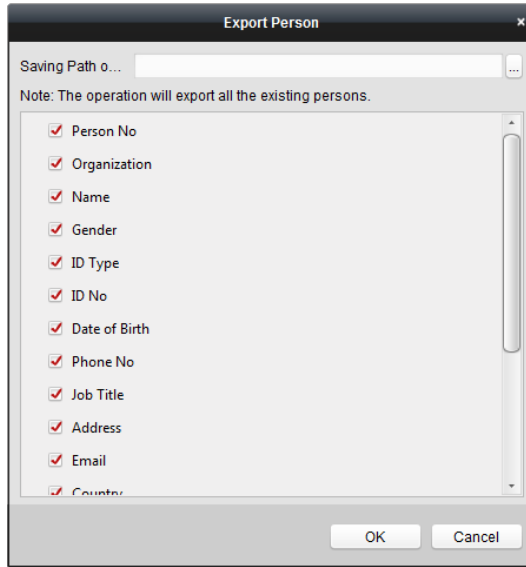 Export Person
×
Saving Path o...
...
Note: The operation will export all the existing persons.
Person No
Organization
Name
Gender
ID Type
ID No
Date of Birth
Phone No
Job Title
Address
Email
Country
OK
Cancel